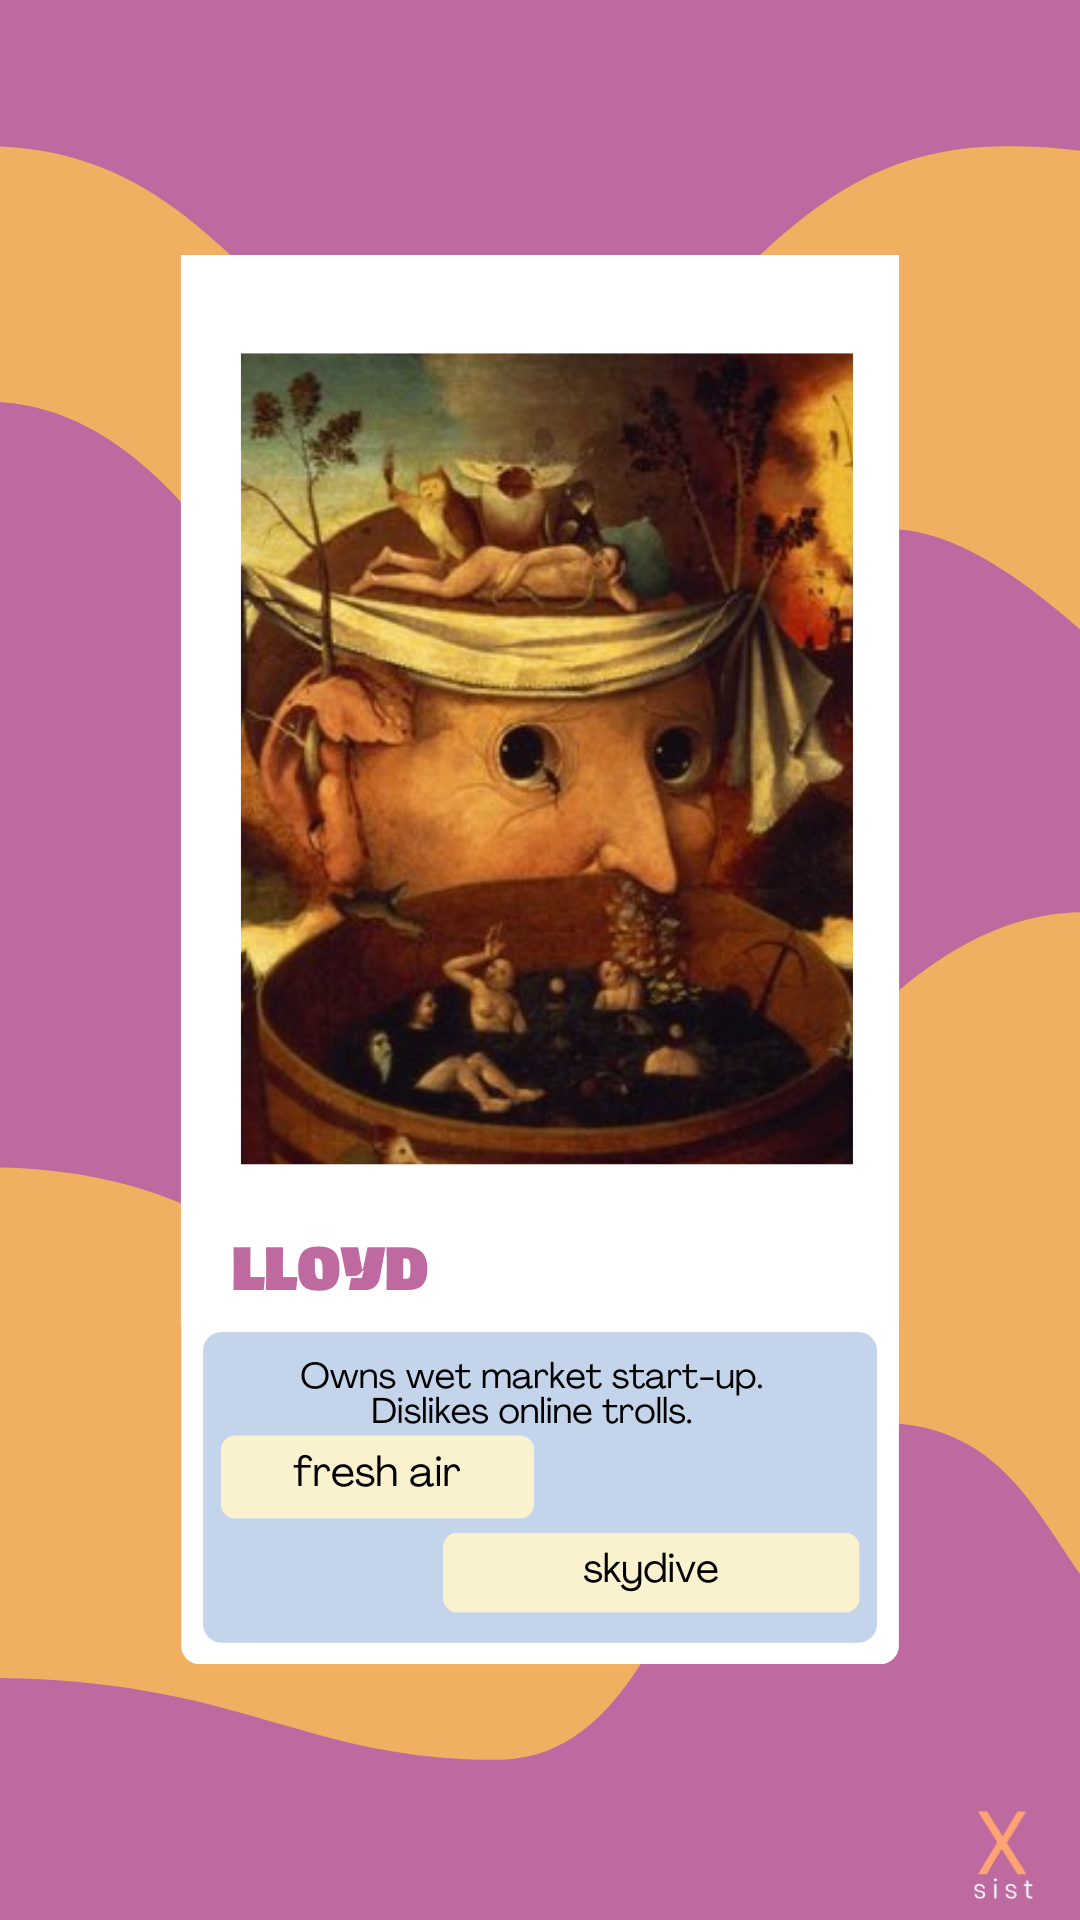 LLOYD
Owns wet market start-up.
Dislikes online trolls.
fresh air
skydive
X
sist